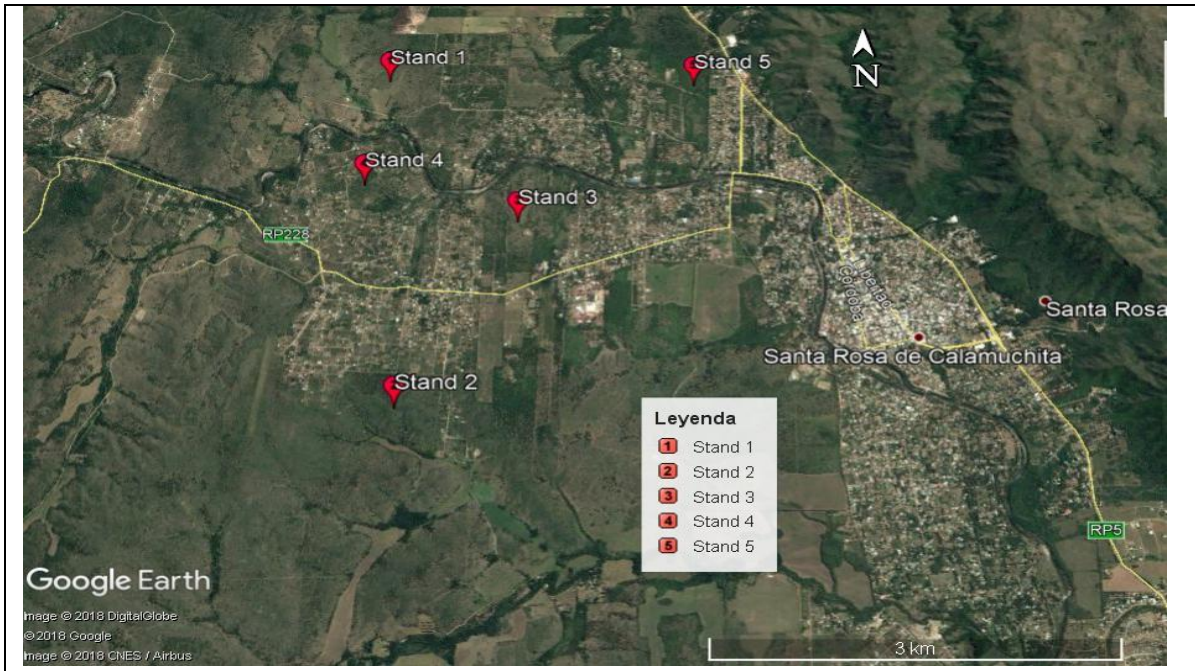 Stand 1
Stand 5
N
Stand 4
Stand 3
RP228
Córdoba
Santa Rosa
Santa Rosa de Calamuchita
Stand 2
Leyenda
1 Stand 1
2 Stand 2
3 Stand 3
4 Stand 4
5 Stand 5
RP5
Google Earth
Image © 2018 DigitalGlobe
© 2018 Google
Image © 2018 CNES / Airbus
3 km